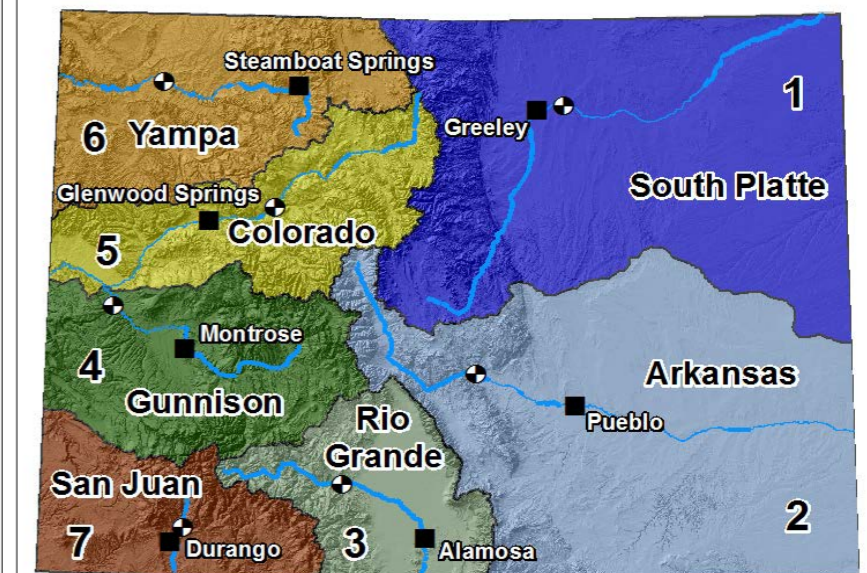 Steamboat Springs
1
6 Yampa
Greeley
South Platte
Glenwood Springs
Colorado
5
Montrose
4
Gunnison
Arkansas
Rio
Grande
Pueblo
San Juan
7
Durango
3
Alamosa
2